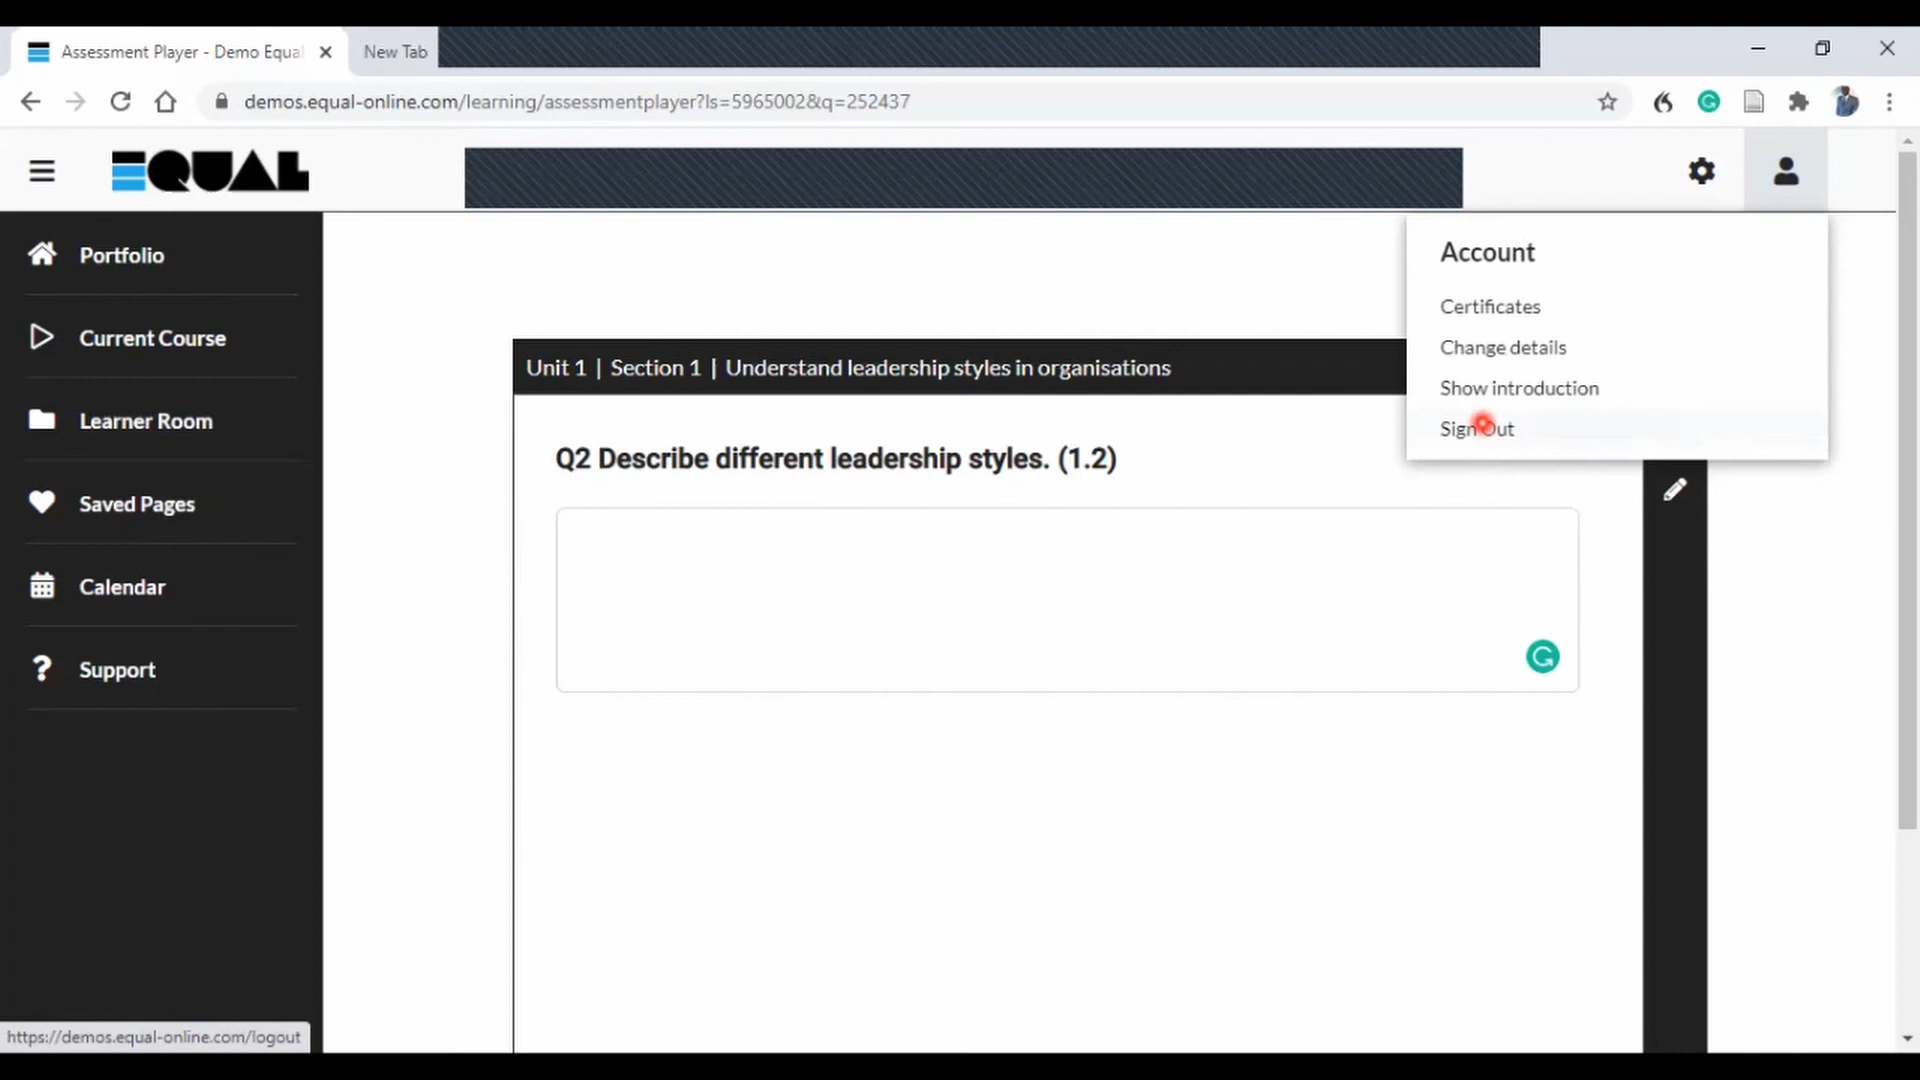 Assessment Player - Demo Equal
New Tab
demos.equal-online.com/learning/assessmentplayer?ls=5965002&q=252437
EQUAL
Portfolio
Current Course
Learner Room
Saved Pages
Calendar
Support
Account
Certificates
Change details
Show introduction
Sign Out
Unit 1 | Section 1 | Understand leadership styles in organisations
Q2 Describe different leadership styles. (1.2)
https://demos.equal-online.com/logout